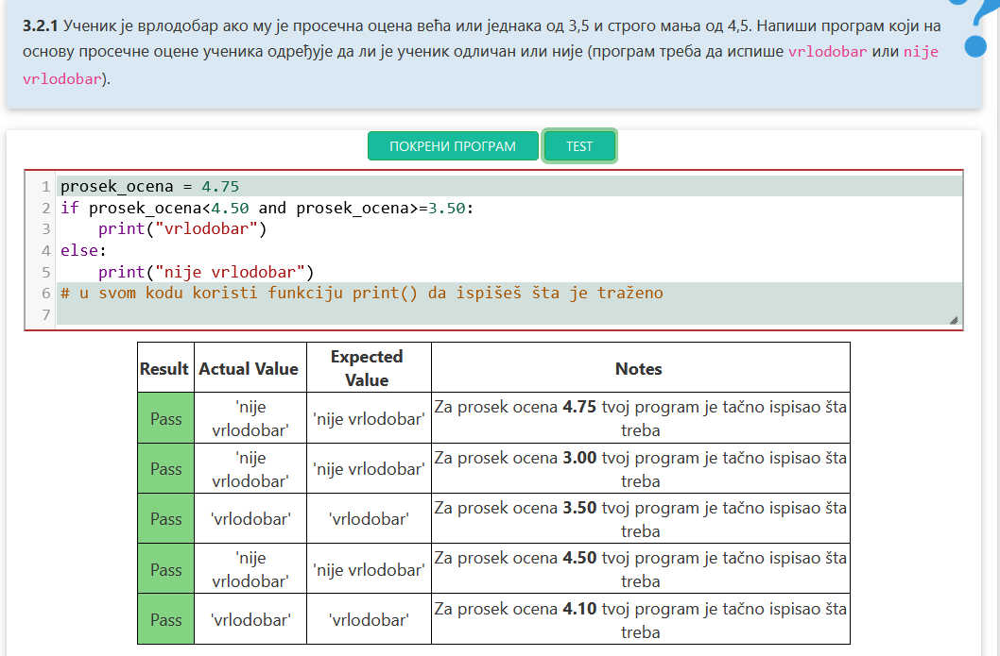 3.2.1 Ученик је врлодобар ако му је просечна оцена већа или једнака од 3,5 и строго мања од 4,5. Напиши програм који на
основу просечне оцене ученика одређује да ли је ученик одличан или није (програм треба да испише vrlodobar или nije
vrlodobar).
?
ПОКРЕНИ ПРОГРАМ TEST
1 prosek_ocena = 4.75
2 if prosek_ocena<4.50 and prosek_ocena>=3.50:
3     print("vrlodobar")
4 else:
5     print("nije vrlodobar")
6 # u svom kodu koristi funkciju print() da ispišeš šta je traženo
7
Result Actual Value Expected Value Notes
Pass 'nije vrlodobar' 'nije vrlodobar' Za prosek ocena 4.75 tvoj program je tačno ispisao šta treba
Pass 'nije vrlodobar' 'nije vrlodobar' Za prosek ocena 3.00 tvoj program je tačno ispisao šta treba
Pass 'vrlodobar' 'vrlodobar' Za prosek ocena 3.50 tvoj program je tačno ispisao šta treba
Pass 'nije vrlodobar' 'nije vrlodobar' Za prosek ocena 4.50 tvoj program je tačno ispisao šta treba
Pass 'vrlodobar' 'vrlodobar' Za prosek ocena 4.10 tvoj program je tačno ispisao šta treba